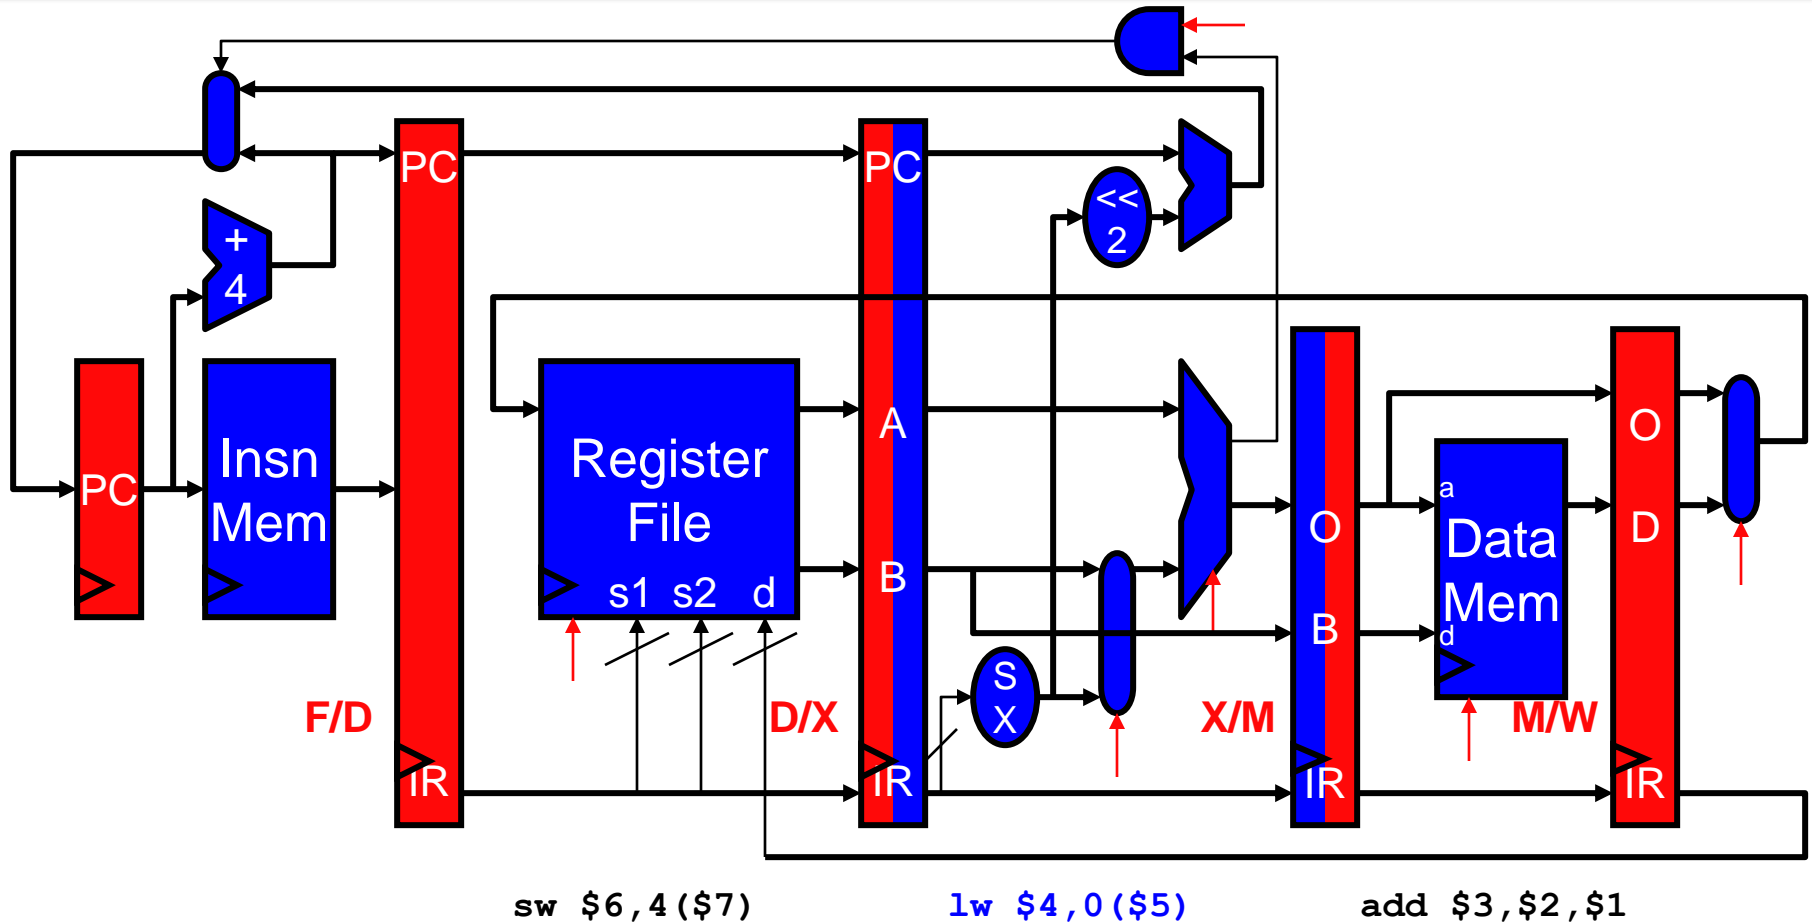 PC
PC
<<
2
+
4
PC
Insn
Mem
Register
File
s1 s2 d
A
B
S
X
O
B
a
Data
Mem
d
O
D
F/D
D/X
X/M
M/W
IR
IR
IR
IR
sw $6,4($7)
lw $4,0($5)
add $3,$2,$1